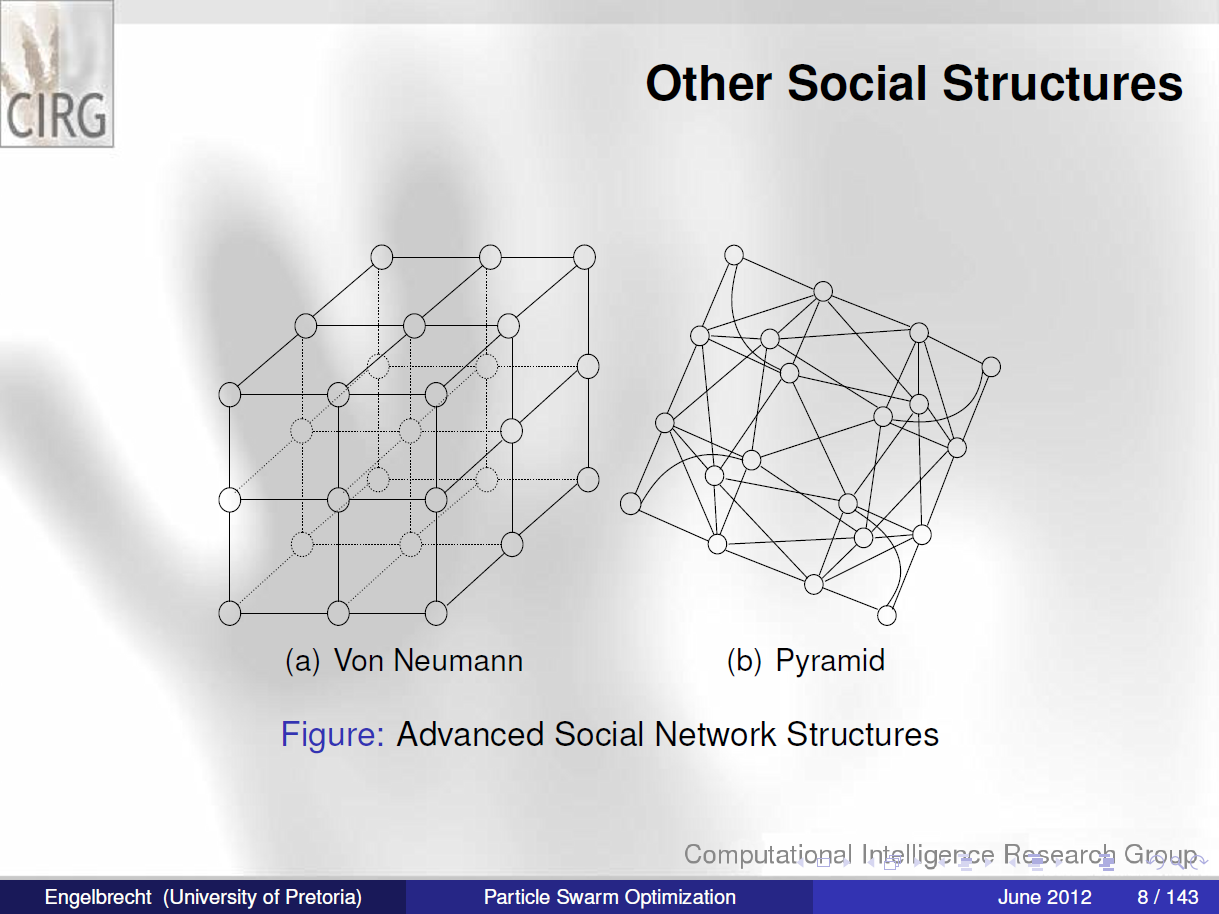 CIRG
Other Social Structures
(a) Von Neumann
(b) Pyramid
Figure: Advanced Social Network Structures
Computational Intelligence Research Group
Engelbrecht (University of Pretoria)
Particle Swarm Optimization
June 2012
8 / 143